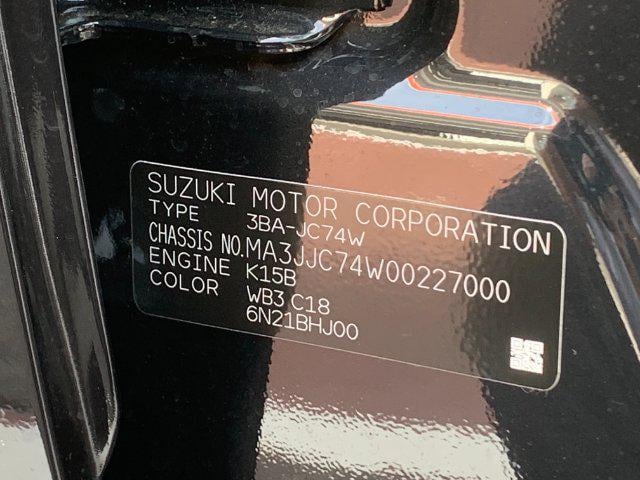 SUZUKI MOTOR CORPORATION
TYPE 3BA-JC74W
CHASSIS NO. MA3JJC74W00227000
ENGINE K15B
COLOR WB3 C18
6N21BHJ00